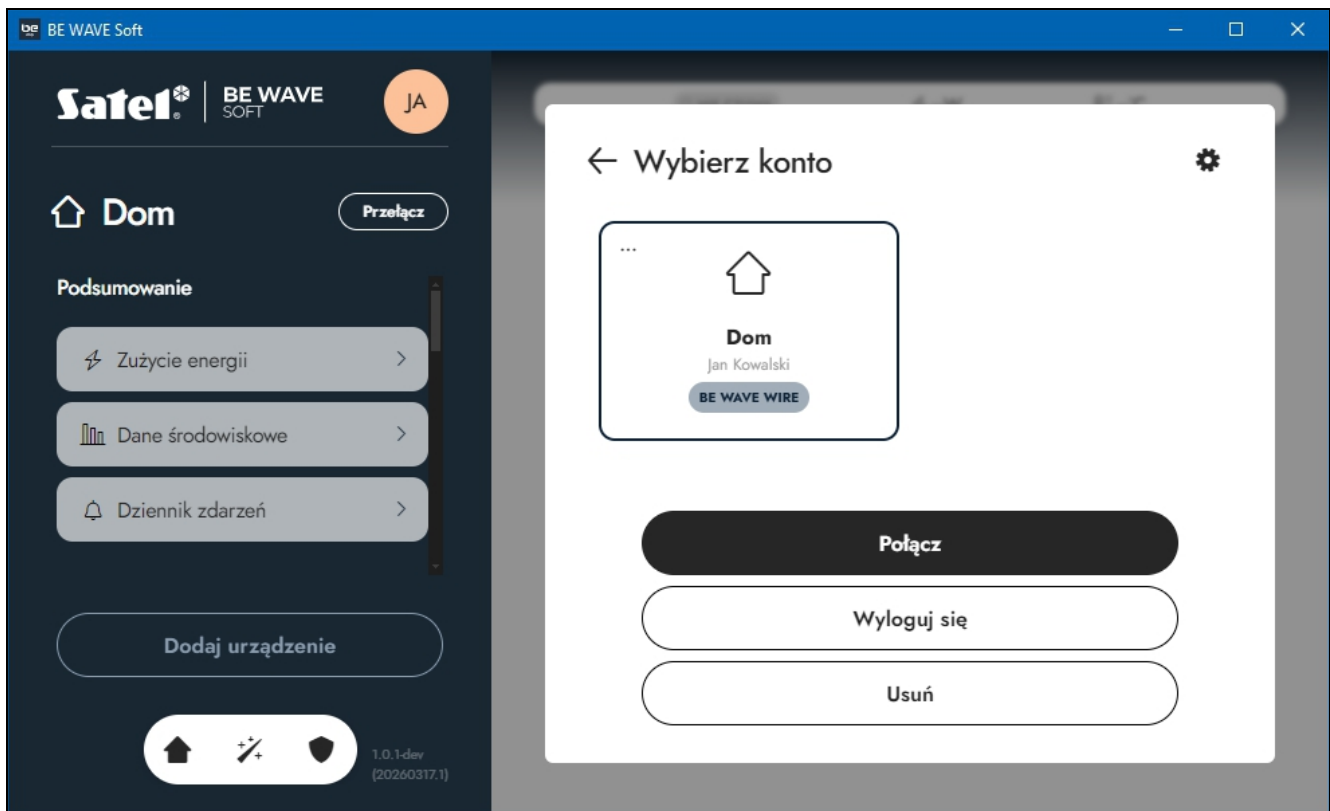 be BE WAVE Soft
Satel® BE WAVE SOFT JA
Dom Przełącz
Podsumowanie
Zużycie energii
Dane środowiskowe
Dziennik zdarzeń
Dodaj urządzenie
1.0.1-dev
(20260317.1)
Wybierz konto
...
Dom
Jan Kowalski
BE WAVE WIRE
Połącz
Wyloguj się
Usuń